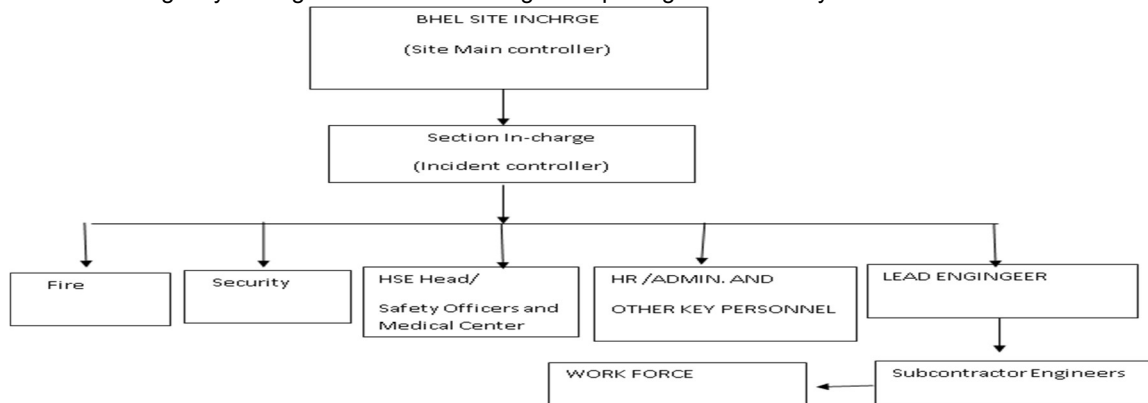 BHEL SITE INCHRGE
(Site Main controller)
Section In-charge
(Incident controller)
Fire
Security
HSE Head/
Safety Officers and
Medical Center
HR /ADMIN. AND
OTHER KEY PERSONNEL
LEAD ENGINGEER
Subcontractor Engineers
WORK FORCE